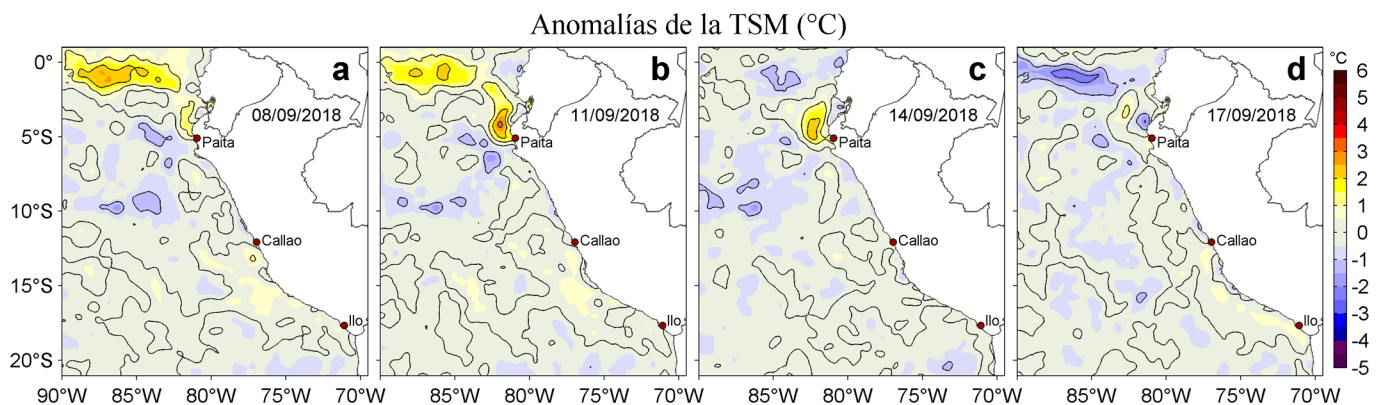 Anomalías de la TSM (°C)
a
08/09/2018
Paita
Callao
Ilo
b
11/09/2018
Paita
Callao
Ilo
c
14/09/2018
Paita
Callao
Ilo
d
17/09/2018
Paita
Callao
Ilo
0°
5°S
10°S
15°S
20°S
90°W 85°W 80°W 75°W 70°W
85°W 80°W 75°W 70°W
85°W 80°W 75°W 70°W
85°W 80°W 75°W 70°W
°C
6
5
4
3
2
1
0
-1
-2
-3
-4
-5